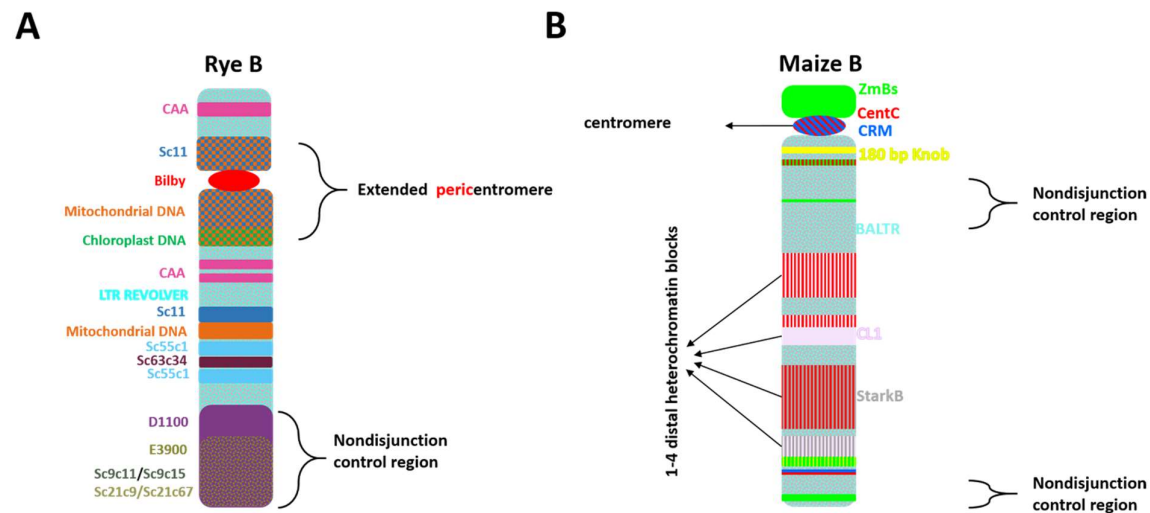 A
Rye B
CAA
Sc11
Bilby
Mitochondrial DNA
Chloroplast DNA
Extended pericentromere
CAA
LTR REVOLVER
Sc11
Mitochondrial DNA
Sc55c1
Sc63c34
Sc55c1
D1100
E3900
Sc9c11/Sc9c15
Sc21c9/Sc21c67
Nondisjunction
control region
B
Maize B
ZmBs
CentC
CRM
centromere
180 bp Knob
Nondisjunction
control region
BALTR
1-4 distal heterochromatin blocks
CL1
StarkB
Nondisjunction
control region